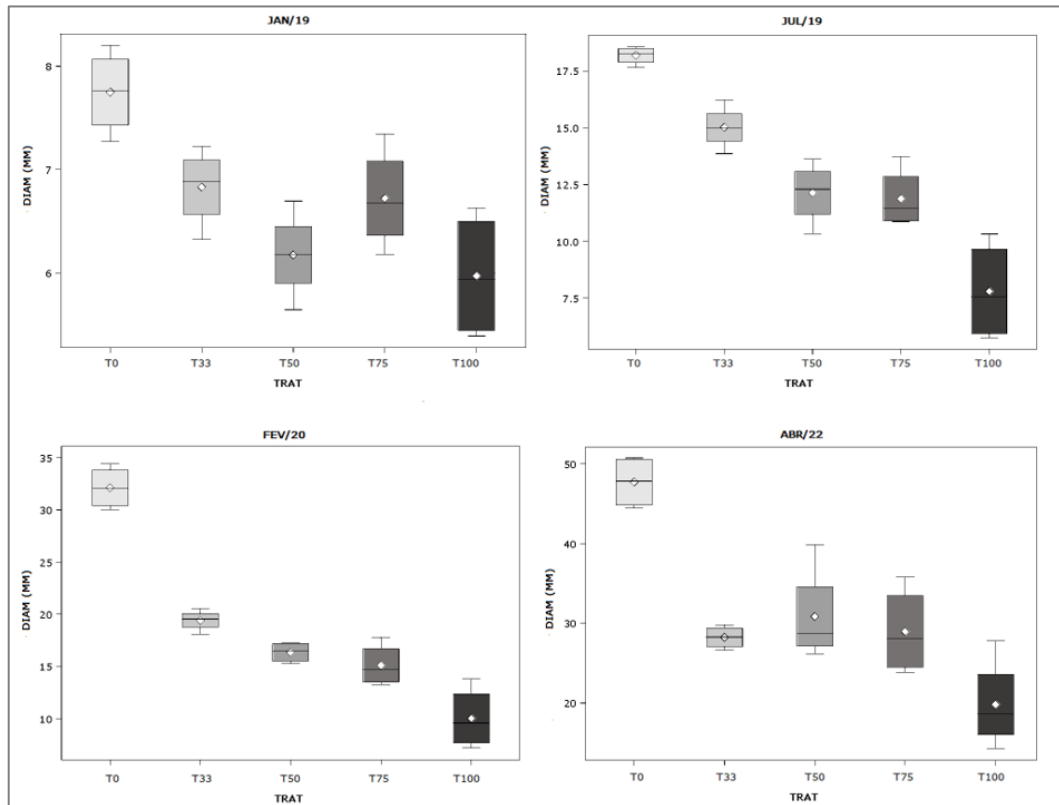 JAN/19
DIAM (MM)
8
7
6
T0 T33 T50 T75 T100
TRAT
JUL/19
DIAM (MM)
17.5
15.0
12.5
10.0
7.5
T0 T33 T50 T75 T100
TRAT
FEV/20
DIAM (MM)
35
30
25
20
15
10
T0 T33 T50 T75 T100
TRAT
ABR/22
DIAM (MM)
50
40
30
20
T0 T33 T50 T75 T100
TRAT